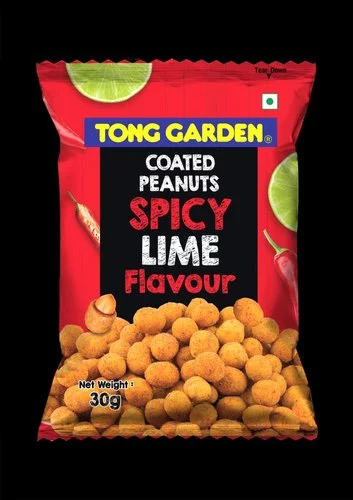 Tear Down
TONG GARDEN®
COATED
PEANUTS
SPICY
LIME
Flavour
Net Weight :
30g